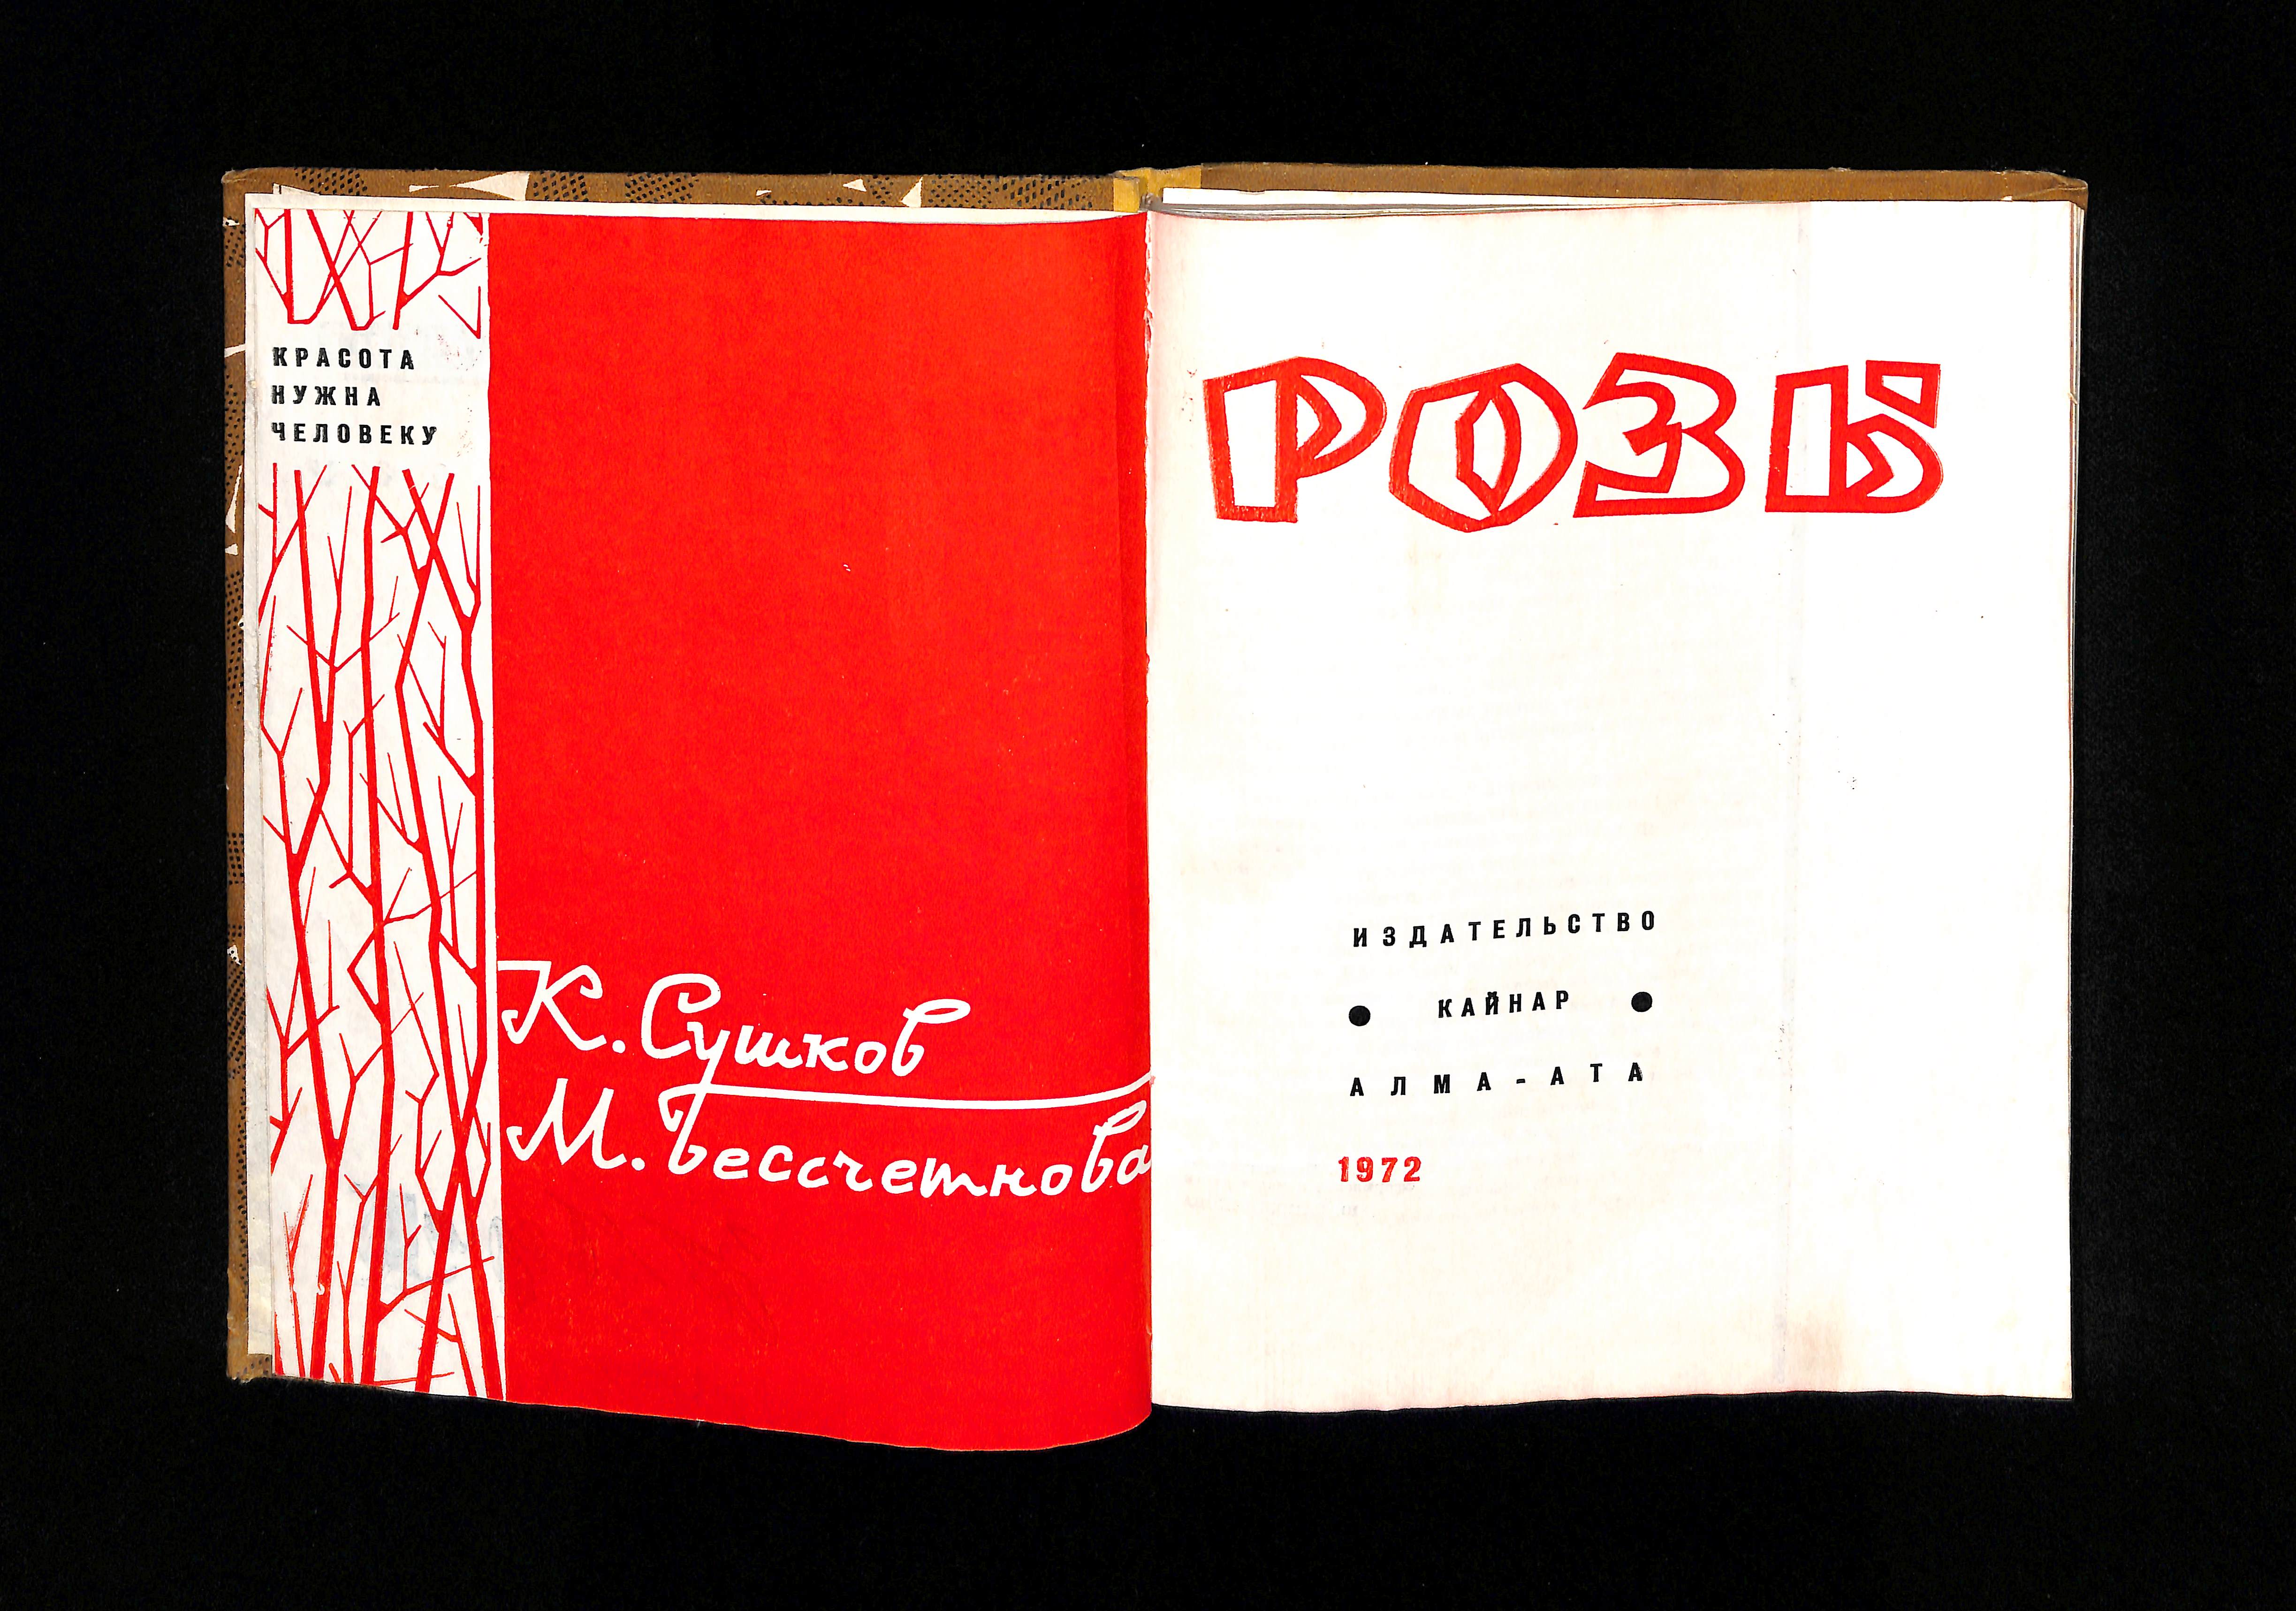 КРАСОТА
НУЖНА
ЧЕЛОВЕКУ
К. Сушков
М. Бессчетнова
РОЗЫ
ИЗДАТЕЛЬСТВО
• КАЙНАР •
АЛМА-АТА
1972